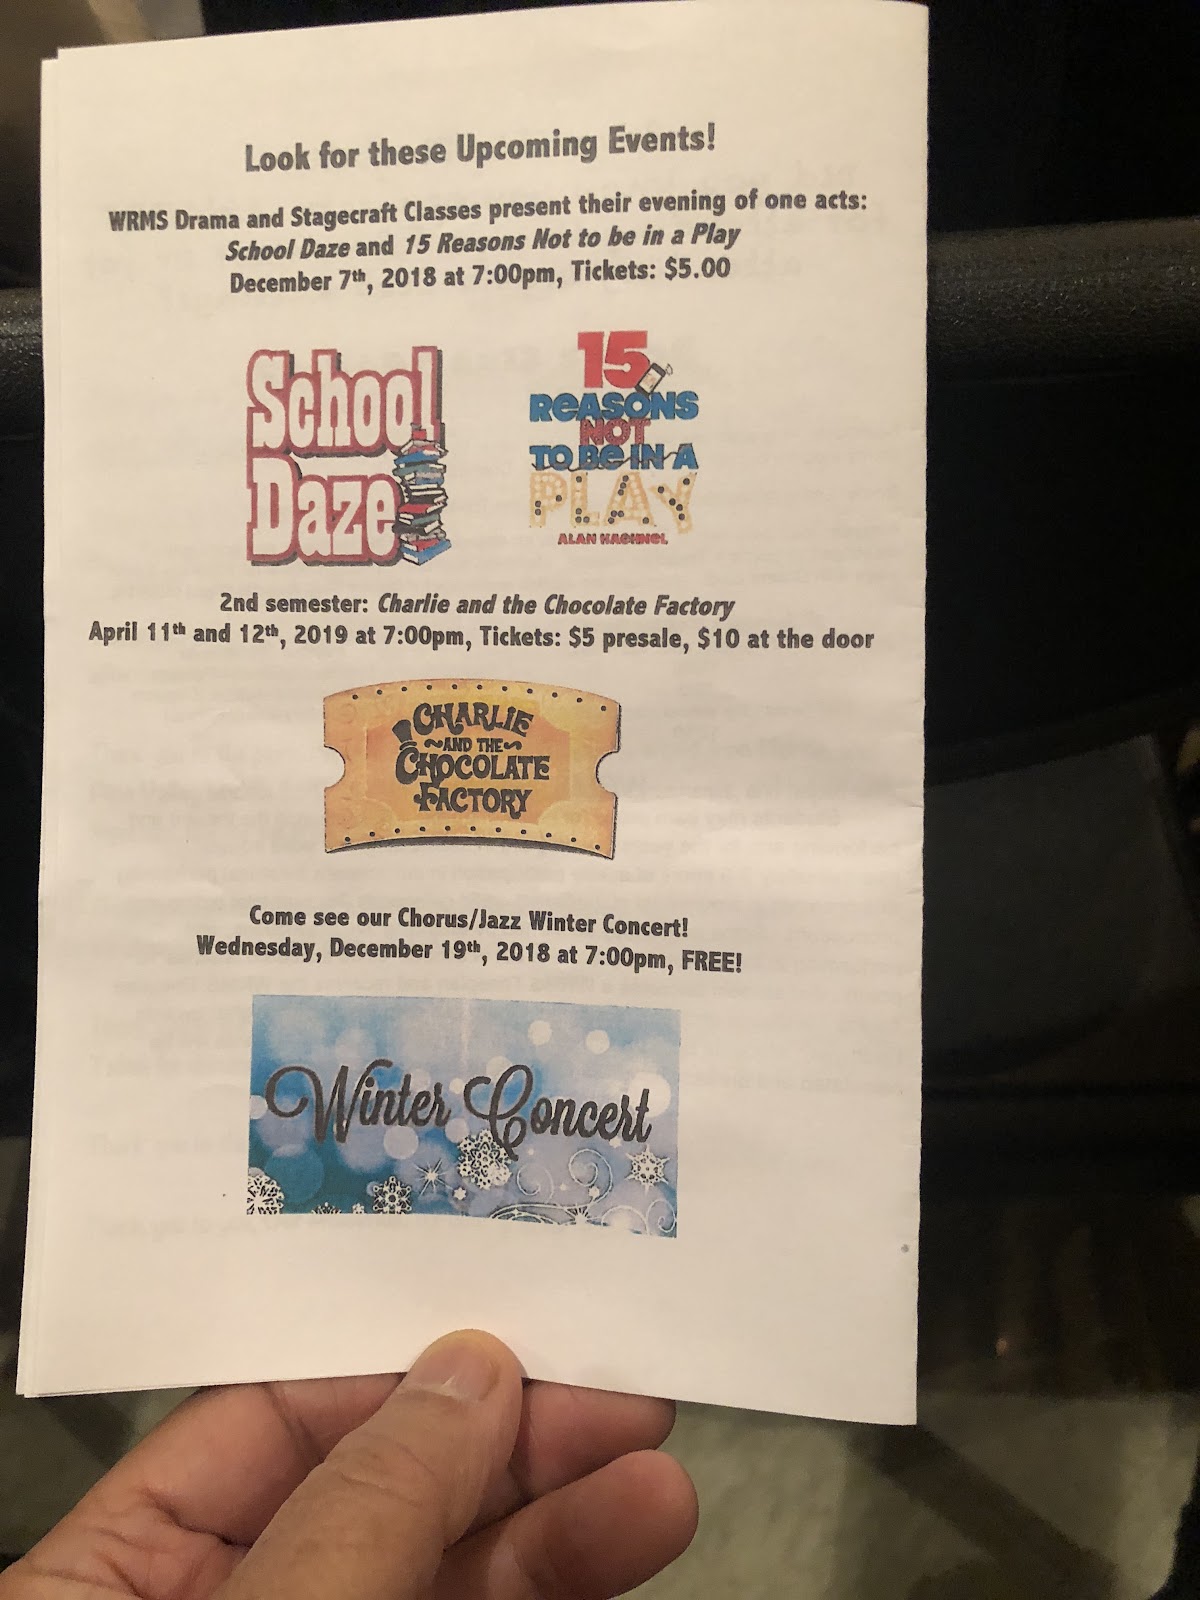 Look for these Upcoming Events!
WRMS Drama and Stagecraft Classes present their evening of one acts:
School Daze and 15 Reasons Not to be in a Play
December 7th, 2018 at 7:00pm, Tickets: $5.00
School
Daze
15
REASONS
NOT
TO BE IN A
PLAY
ALAN HAEHNEL
2nd semester: Charlie and the Chocolate Factory
April 11th and 12th, 2019 at 7:00pm, Tickets: $5 presale, $10 at the door
CHARLIE
AND THE
CHOCOLATE
FACTORY
Come see our Chorus/Jazz Winter Concert!
Wednesday, December 19th, 2018 at 7:00pm, FREE!
Winter Concert